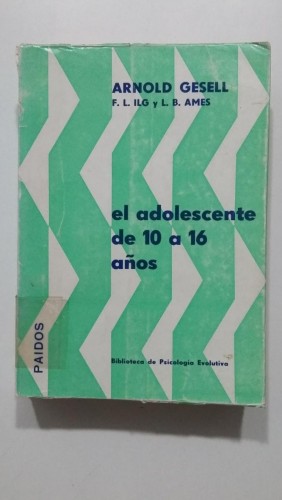 ARNOLD GESELL
F. L. ILG y L. B. AMES
el adolescente
de 10 a 16
años
Biblioteca de Psicología Evolutiva
PAIDOS